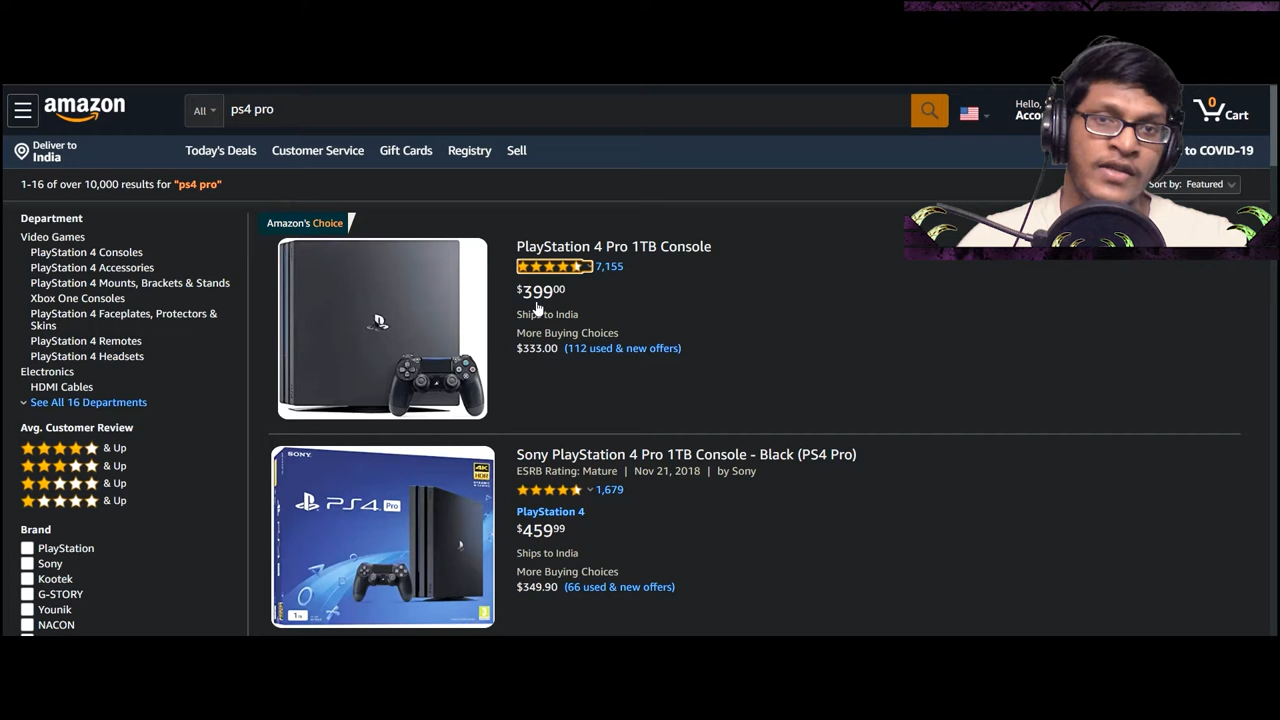 amazon
All
ps4 pro
Hello,
Accou
0
Cart
Deliver to
India
Today's Deals
Customer Service
Gift Cards
Registry
Sell
to COVID-19
1-16 of over 10,000 results for "ps4 pro"
Sort by: Featured
Department
Video Games
PlayStation 4 Consoles
PlayStation 4 Accessories
PlayStation 4 Mounts, Brackets & Stands
Xbox One Consoles
PlayStation 4 Faceplates, Protectors &
Skins
PlayStation 4 Remotes
PlayStation 4 Headsets
Electronics
HDMI Cables
See All 16 Departments
Avg. Customer Review
& Up
& Up
& Up
& Up
Brand
PlayStation
Sony
Kootek
G-STORY
Younik
NACON
Amazon's Choice
PlayStation 4 Pro 1TB Console
7,155
$39900
Ships to India
More Buying Choices
$333.00 (112 used & new offers)
SONY
4K
HDR
PS4 Pro
1TB
3
Sony PlayStation 4 Pro 1TB Console - Black (PS4 Pro)
ESRB Rating: Mature | Nov 21, 2018 | by Sony
1,679
PlayStation 4
$45999
Ships to India
More Buying Choices
$349.90 (66 used & new offers)